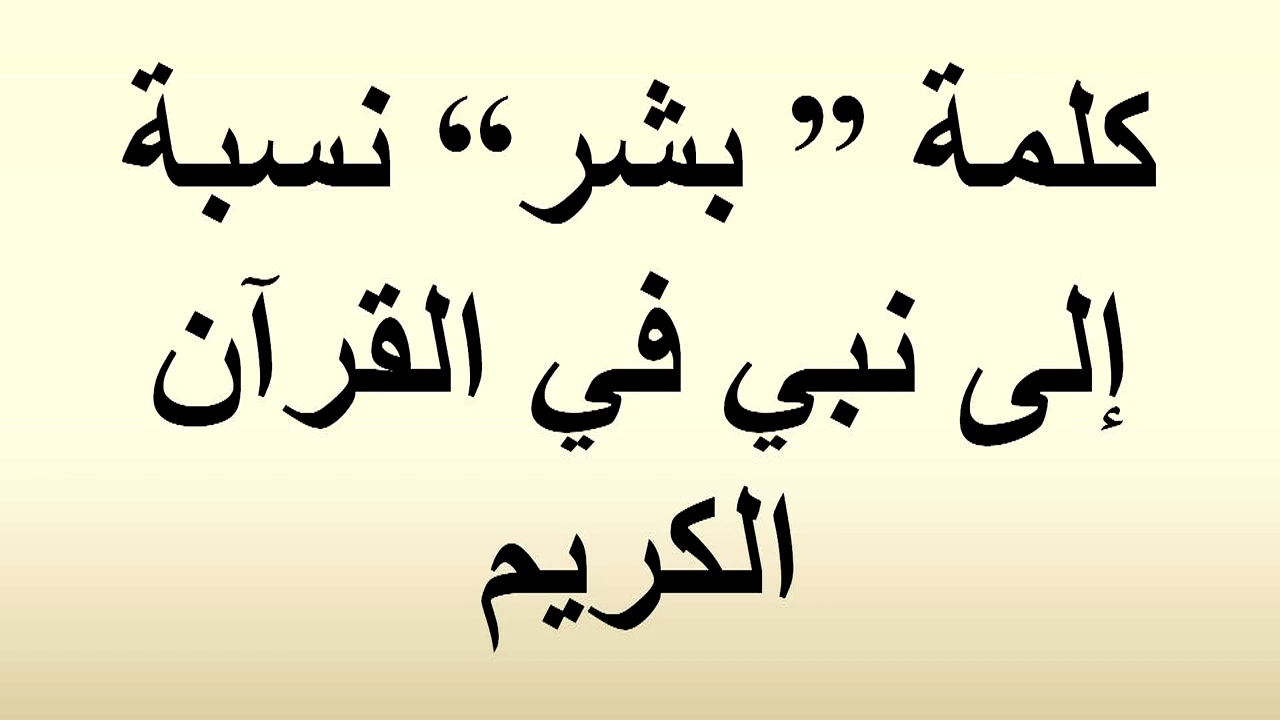 كلمة ” بشر“ نسبة
إلى نبي في القرآن
الكريم